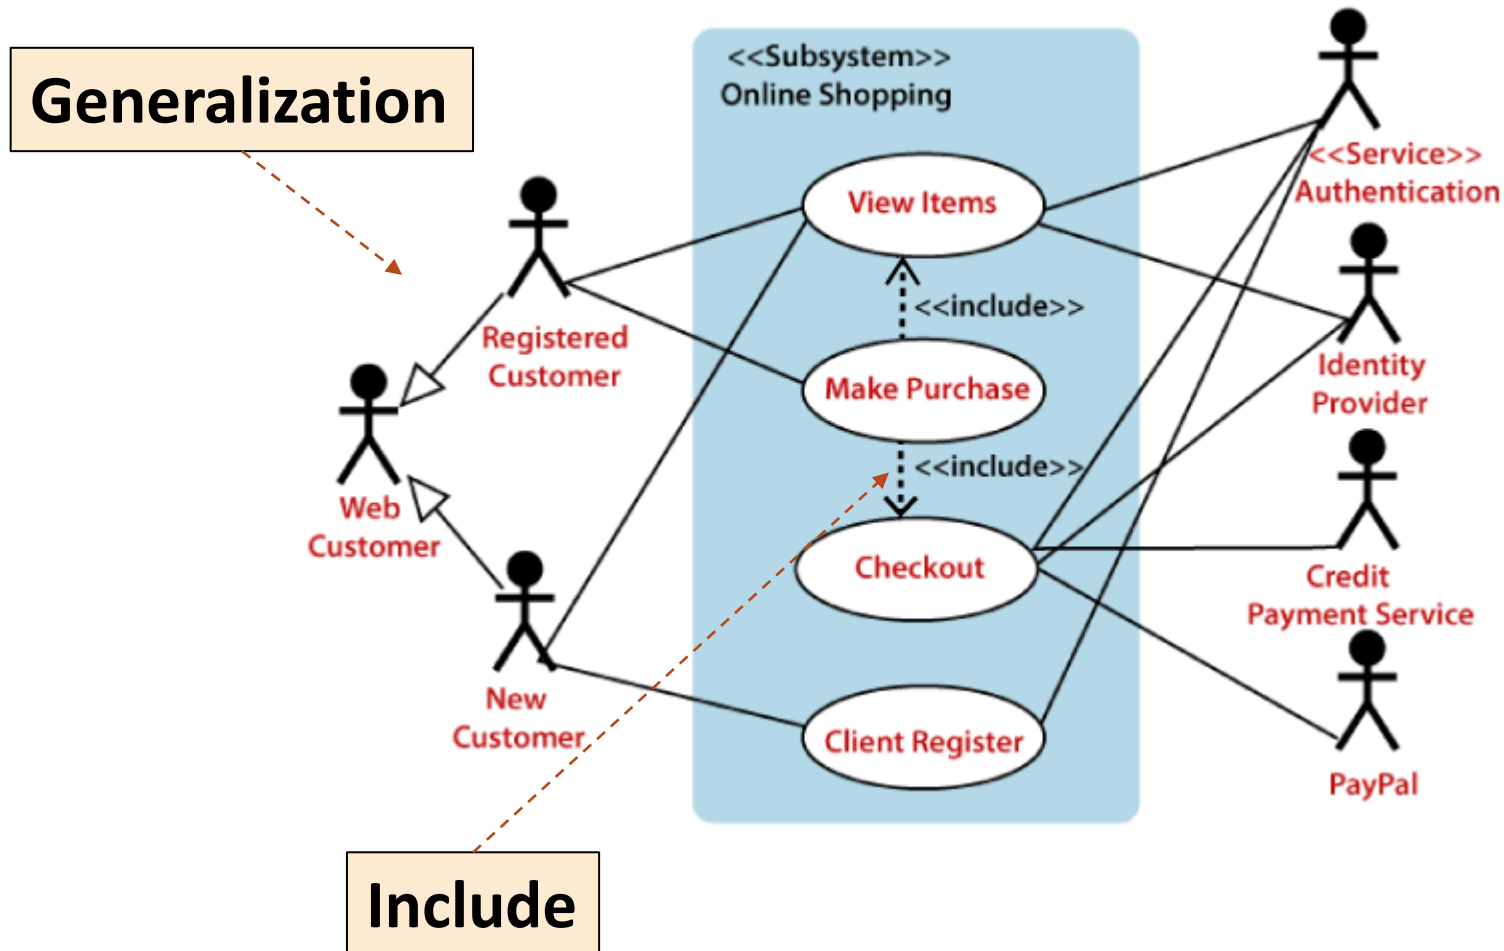 Generalization
<<Subsystem>>
Online Shopping
View Items
<<include>>
Make Purchase
<<include>>
Checkout
Client Register
Registered
Customer
Web
Customer
New
Customer
<<Service>>
Authentication
Identity
Provider
Credit
Payment Service
PayPal
Include